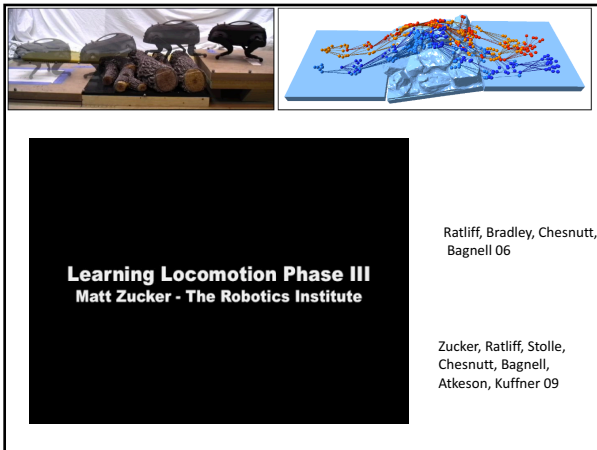 Learning Locomotion Phase III
Matt Zucker - The Robotics Institute
Ratliff, Bradley, Chesnutt,
Bagnell 06
Zucker, Ratliff, Stolle,
Chesnutt, Bagnell,
Atkeson, Kuffner 09